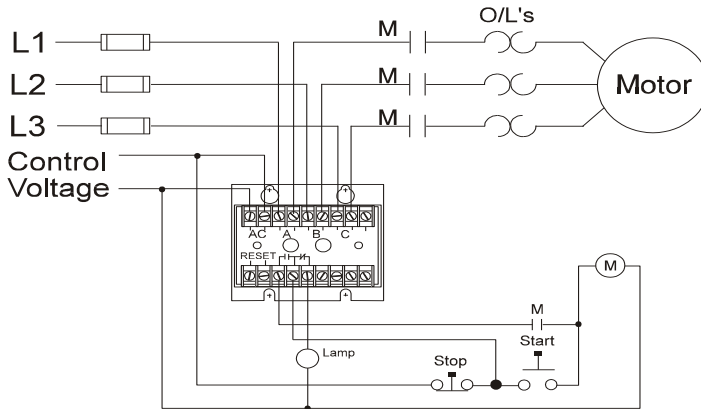 O/L's
L1
M
L2
M
Motor
L3
M
Control
Voltage
AC A B C
RESET
M
M
Start
Lamp
Stop